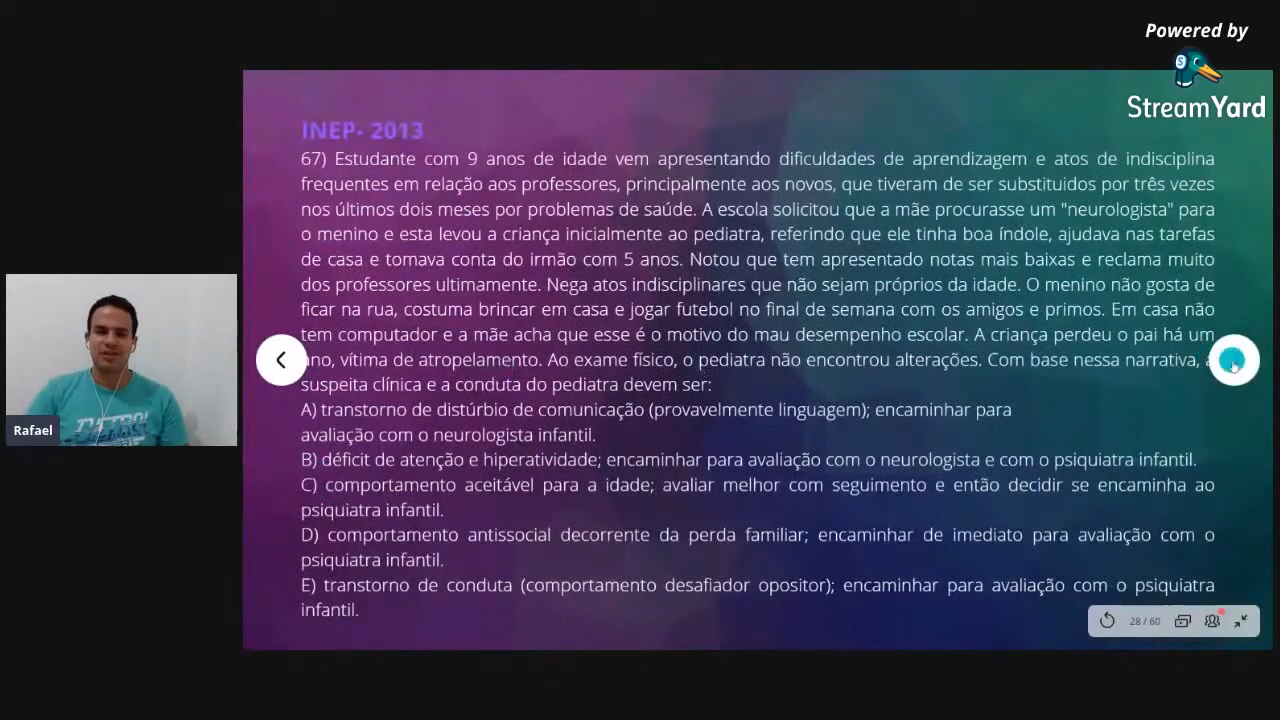 Powered by
StreamYard
INEP- 2013
67) Estudante com 9 anos de idade vem apresentando dificuldades de aprendizagem e atos de indisciplina
frequentes em relação aos professores, principalmente aos novos, que tiveram de ser substituidos por três vezes
nos últimos dois meses por problemas de saúde. A escola solicitou que a mãe procurasse um "neurologista" para
o menino e esta levou a criança inicialmente ao pediatra, referindo que ele tinha boa índole, ajudava nas tarefas
de casa e tomava conta do irmão com 5 anos. Notou que tem apresentado notas mais baixas e reclama muito
dos professores ultimamente. Nega atos indisciplinares que não sejam próprios da idade. O menino não gosta de
ficar na rua, costuma brincar em casa e jogar futebol no final de semana com os amigos e primos. Em casa não
tem computador e a mãe acha que esse é o motivo do mau desempenho escolar. A criança perdeu o pai há um
ano, vítima de atropelamento. Ao exame físico, o pediatra não encontrou alterações. Com base nessa narrativa, a
suspeita clínica e a conduta do pediatra devem ser:
A) transtorno de distúrbio de comunicação (provavelmente linguagem); encaminhar para
avaliação com o neurologista infantil.
B) déficit de atenção e hiperatividade; encaminhar para avaliação com o neurologista e com o psiquiatra infantil.
C) comportamento aceitável para a idade; avaliar melhor com seguimento e então decidir se encaminha ao
psiquiatra infantil.
D) comportamento antissocial decorrente da perda familiar; encaminhar de imediato para avaliação com o
psiquiatra infantil.
E) transtorno de conduta (comportamento desafiador opositor); encaminhar para avaliação com o psiquiatra
infantil.
Rafael
28 / 60